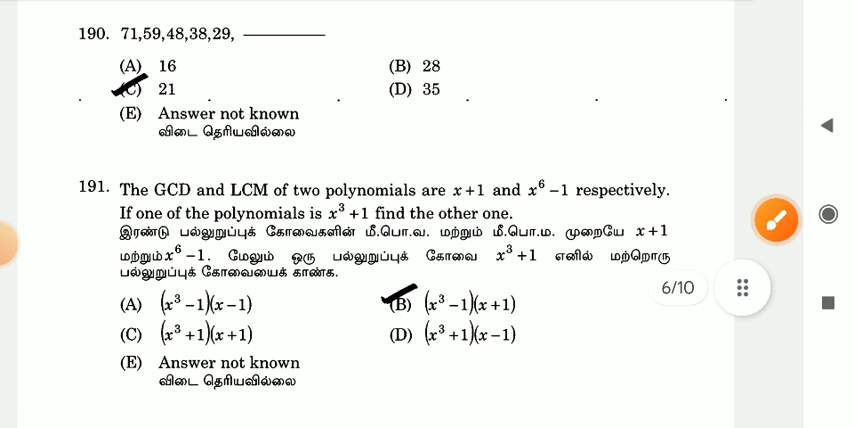 190. 71,59,48,38,29, ________
(A) 16 (B) 28
(C) 21 (D) 35
(E) Answer not known
விடை தெரியவில்லை
191. The GCD and LCM of two polynomials are x+1 and x⁶−1 respectively.
If one of the polynomials is x³+1 find the other one.
இரண்டு பல்லுறுப்புக் கோவைகளின் மீ.பொ.வ. மற்றும் மீ.பொ.ம. முறையே x+1
மற்றும் x⁶−1. மேலும் ஒரு பல்லுறுப்புக் கோவை x³+1 எனில் மற்றொரு
பல்லுறுப்புக் கோவையைக் காண்க.
(A) (x³−1)(x−1) (B) (x³−1)(x+1)
(C) (x³+1)(x+1) (D) (x³+1)(x−1)
(E) Answer not known
விடை தெரியவில்லை
6/10